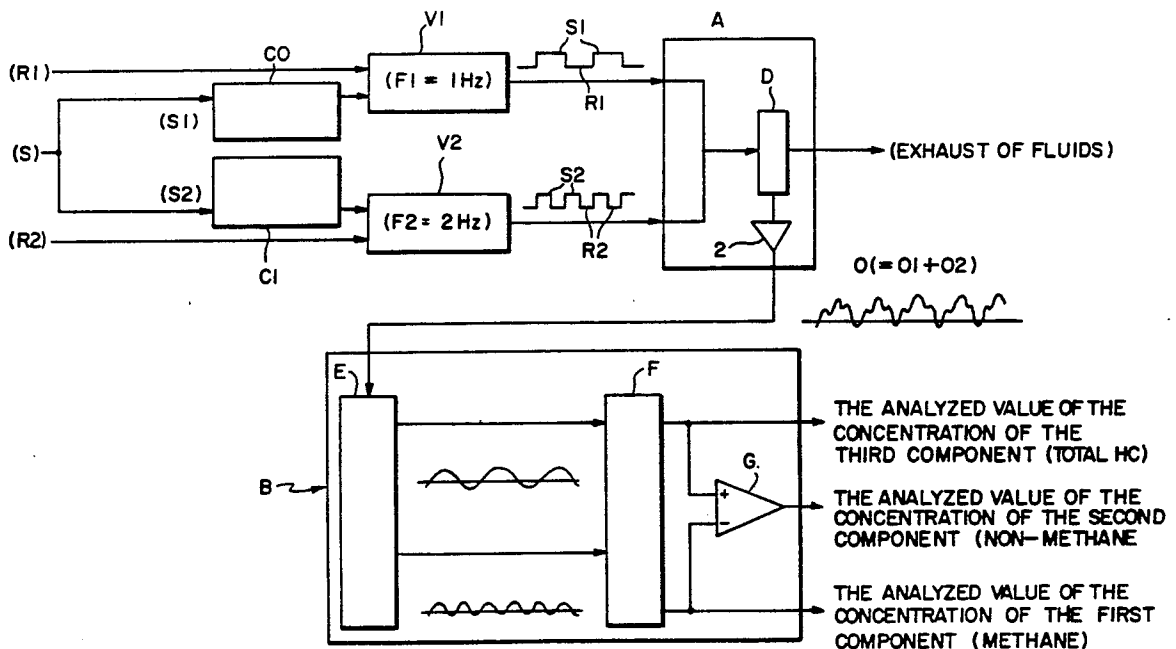 V1
A
CO
S1
(R1)
(F1 = 1Hz)
D
R1
(S1)
(S)
V2
(EXHAUST OF FLUIDS)
(S2)
S2
(F2 = 2Hz)
(R2)
R2
2
C1
O(=O1+O2)
E
F
THE ANALYZED VALUE OF THE
CONCENTRATION OF THE
THIRD COMPONENT (TOTAL HC)
G.
B
+
−
THE ANALYZED VALUE OF THE
CONCENTRATION OF THE SECOND
COMPONENT (NON-METHANE
THE ANALYZED VALUE OF THE
CONCENTRATION OF THE FIRST
COMPONENT (METHANE)